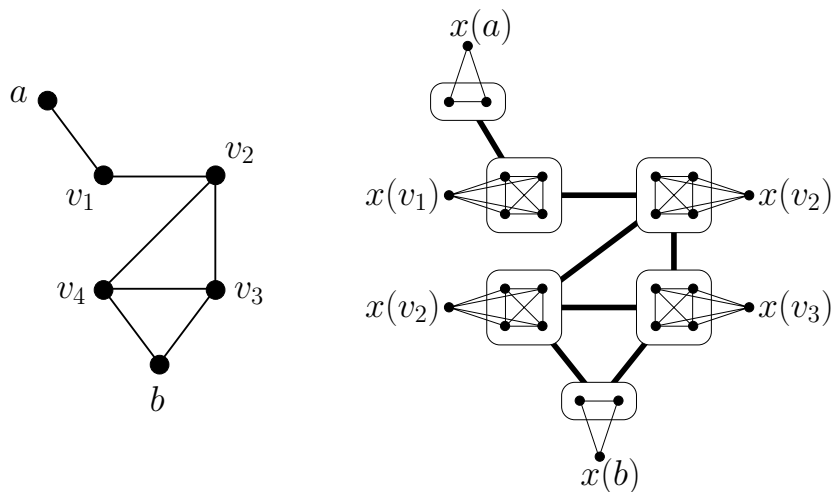 a
v₁
v₂
v₄
v₃
b
x(a)
x(v₁)
x(v₂)
x(v₂)
x(v₃)
x(b)